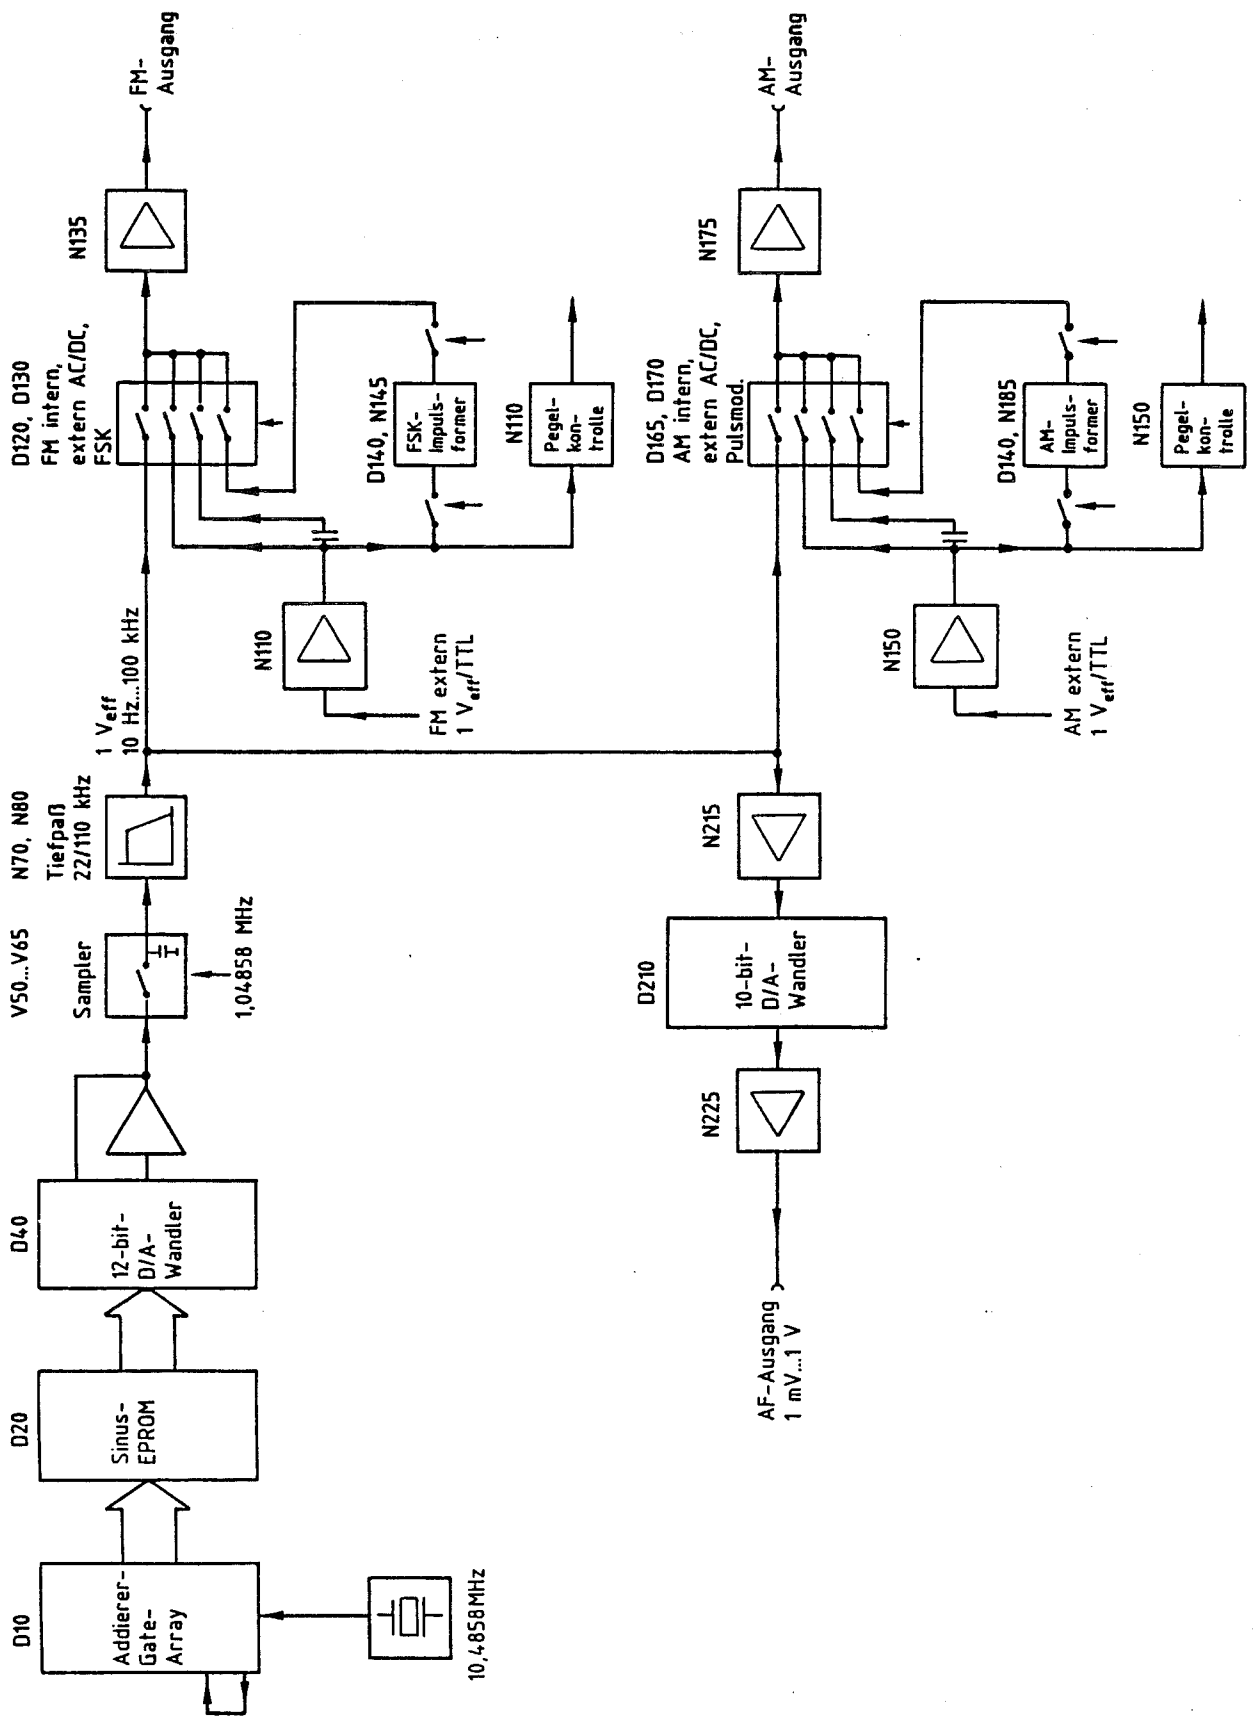 D10
Addierer-
Gate-
Array
10,4858MHz
D20
Sinus-
EPROM
D40
12-bit-
D/A-
Wandler
V50...V65
Sampler
1,04858 MHz
N70, N80
Tiefpaß
22/110 kHz
1 Veff
10 Hz...100 kHz
N110
FM extern
1 Veff/TTL
D120, D130
FM intern,
extern AC/DC,
FSK
D140, N145
FSK-
Impuls-
former
N110
Pegel-
kon-
trolle
N135
FM-
Ausgang
AF-Ausgang
1 mV...1 V
N225
D210
10-bit-
D/A-
Wandler
N215
N150
AM extern
1 Veff/TTL
D165, D170
AM intern,
extern AC/DC,
Pulsmod.
D140, N185
AM-
Impuls-
former
N150
Pegel-
kon-
trolle
N175
AM-
Ausgang